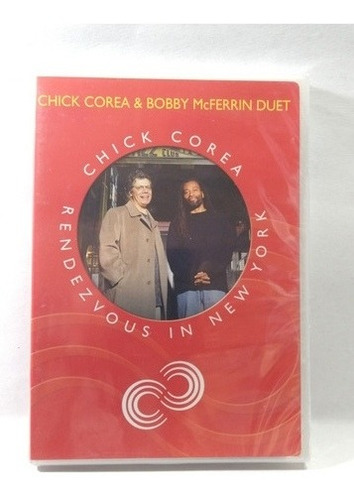 CHICK COREA & BOBBY McFERRIN DUET
CHICK COREA
RENDEZVOUS IN NEW YORK